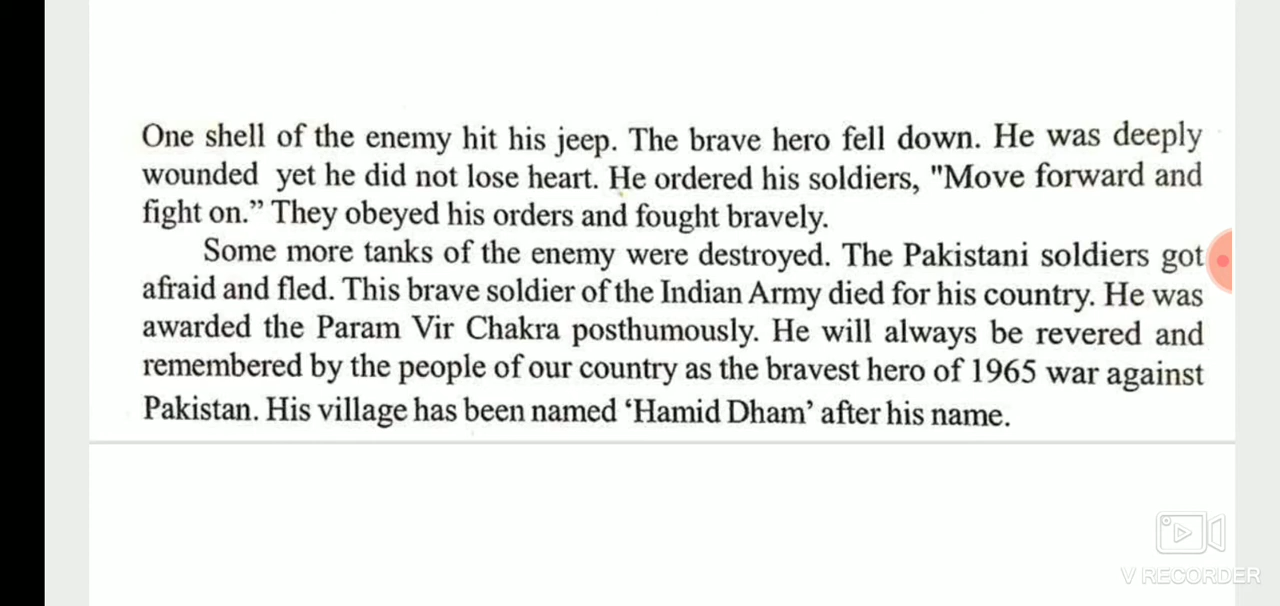 One shell of the enemy hit his jeep. The brave hero fell down. He was deeply
wounded yet he did not lose heart. He ordered his soldiers, "Move forward and
fight on.” They obeyed his orders and fought bravely.
Some more tanks of the enemy were destroyed. The Pakistani soldiers got
afraid and fled. This brave soldier of the Indian Army died for his country. He was
awarded the Param Vir Chakra posthumously. He will always be revered and
remembered by the people of our country as the bravest hero of 1965 war against
Pakistan. His village has been named ‘Hamid Dham’ after his name.
V RECORDER